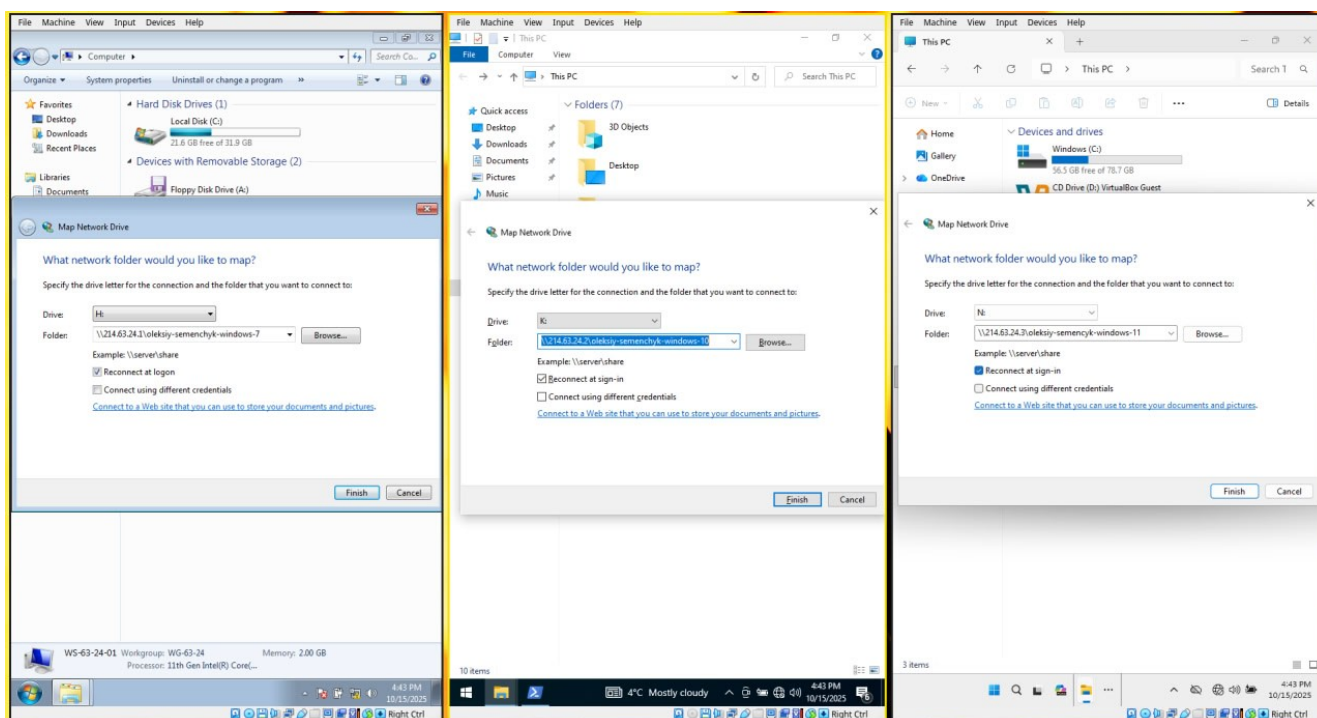 File Machine View Input Devices Help
Computer
Search Co...
Organize System properties Uninstall or change a program »
Favorites
Desktop
Downloads
Recent Places
Libraries
Documents
Hard Disk Drives (1)
Local Disk (C:)
21.6 GB free of 31.9 GB
Devices with Removable Storage (2)
Floppy Disk Drive (A:)
Map Network Drive
What network folder would you like to map?
Specify the drive letter for the connection and the folder that you want to connect to:
Drive: H:
Folder: \\214.63.24.1\oleksiy-semenchyk-windows-7 Browse...
Example: \\server\share
Reconnect at logon
Connect using different credentials
Connect to a Web site that you can use to store your documents and pictures.
Finish Cancel
WS-63-24-01 Workgroup: WG-63-24 Memory: 2.00 GB
Processor: 11th Gen Intel(R) Core(...
4:43 PM
10/15/2025
Right Ctrl
File Machine View Input Devices Help
This PC
File Computer View
This PC
Search This PC
Quick access
Desktop
Downloads
Documents
Pictures
Music
Folders (7)
3D Objects
Desktop
Map Network Drive
What network folder would you like to map?
Specify the drive letter for the connection and the folder that you want to connect to:
Drive: K:
Folder: \\214.63.24.2\oleksiy-semenchyk-windows-10 Browse...
Example: \\server\share
Reconnect at sign-in
Connect using different credentials
Connect to a Web site that you can use to store your documents and pictures.
Finish Cancel
10 items
4°C Mostly cloudy
4:43 PM
10/15/2025
6
Right Ctrl
File Machine View Input Devices Help
This PC
This PC
Search 1
New
Details
Home
Gallery
OneDrive
Devices and drives
Windows (C:)
56.5 GB free of 78.7 GB
CD Drive (D:) VirtualBox Guest
Map Network Drive
What network folder would you like to map?
Specify the drive letter for the connection and the folder that you want to connect to:
Drive: N:
Folder: \\214.63.24.3\oleksiy-semencyk-windows-11 Browse...
Example: \\server\share
Reconnect at sign-in
Connect using different credentials
Connect to a Web site that you can use to store your documents and pictures.
Finish Cancel
3 items
4:43 PM
10/15/2025
Right Ctrl